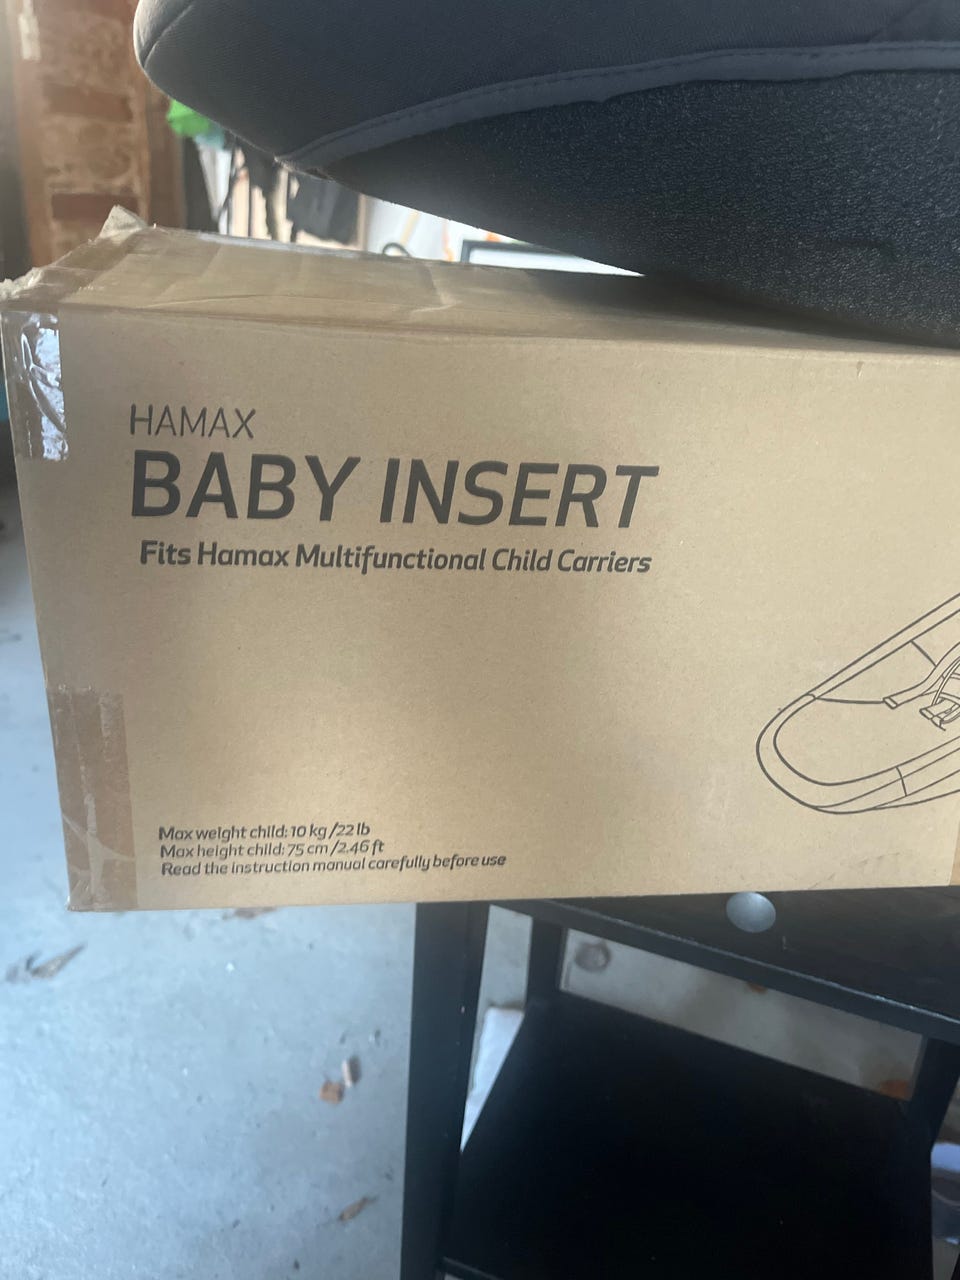 HAMAX
BABY INSERT
Fits Hamax Multifunctional Child Carriers
Max weight child: 10 kg/22 lb
Max height child: 75 cm/2.46 ft
Read the instruction manual carefully before use